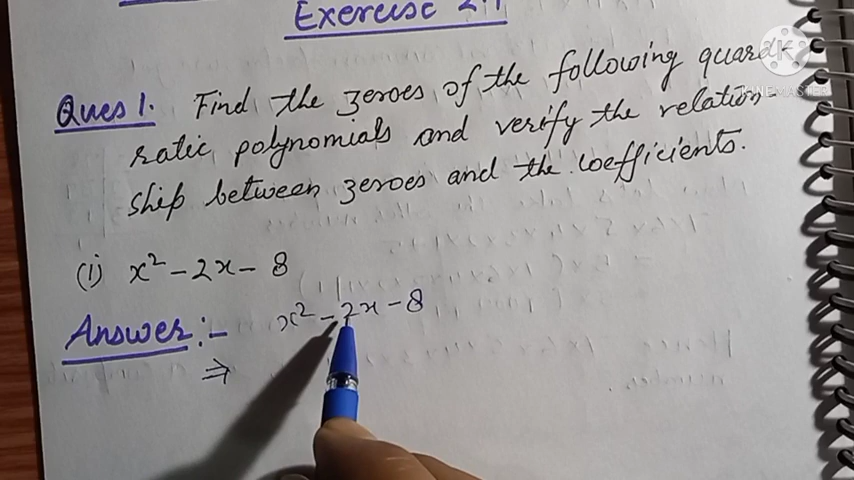 Exercise 2.1
Ques 1. Find the zeroes of the following quard-
ratic polynomials and verify the relation-
ship between zeroes and the coefficients.
(i) x² - 2x - 8
Answer:- x² - 2x - 8
⇒